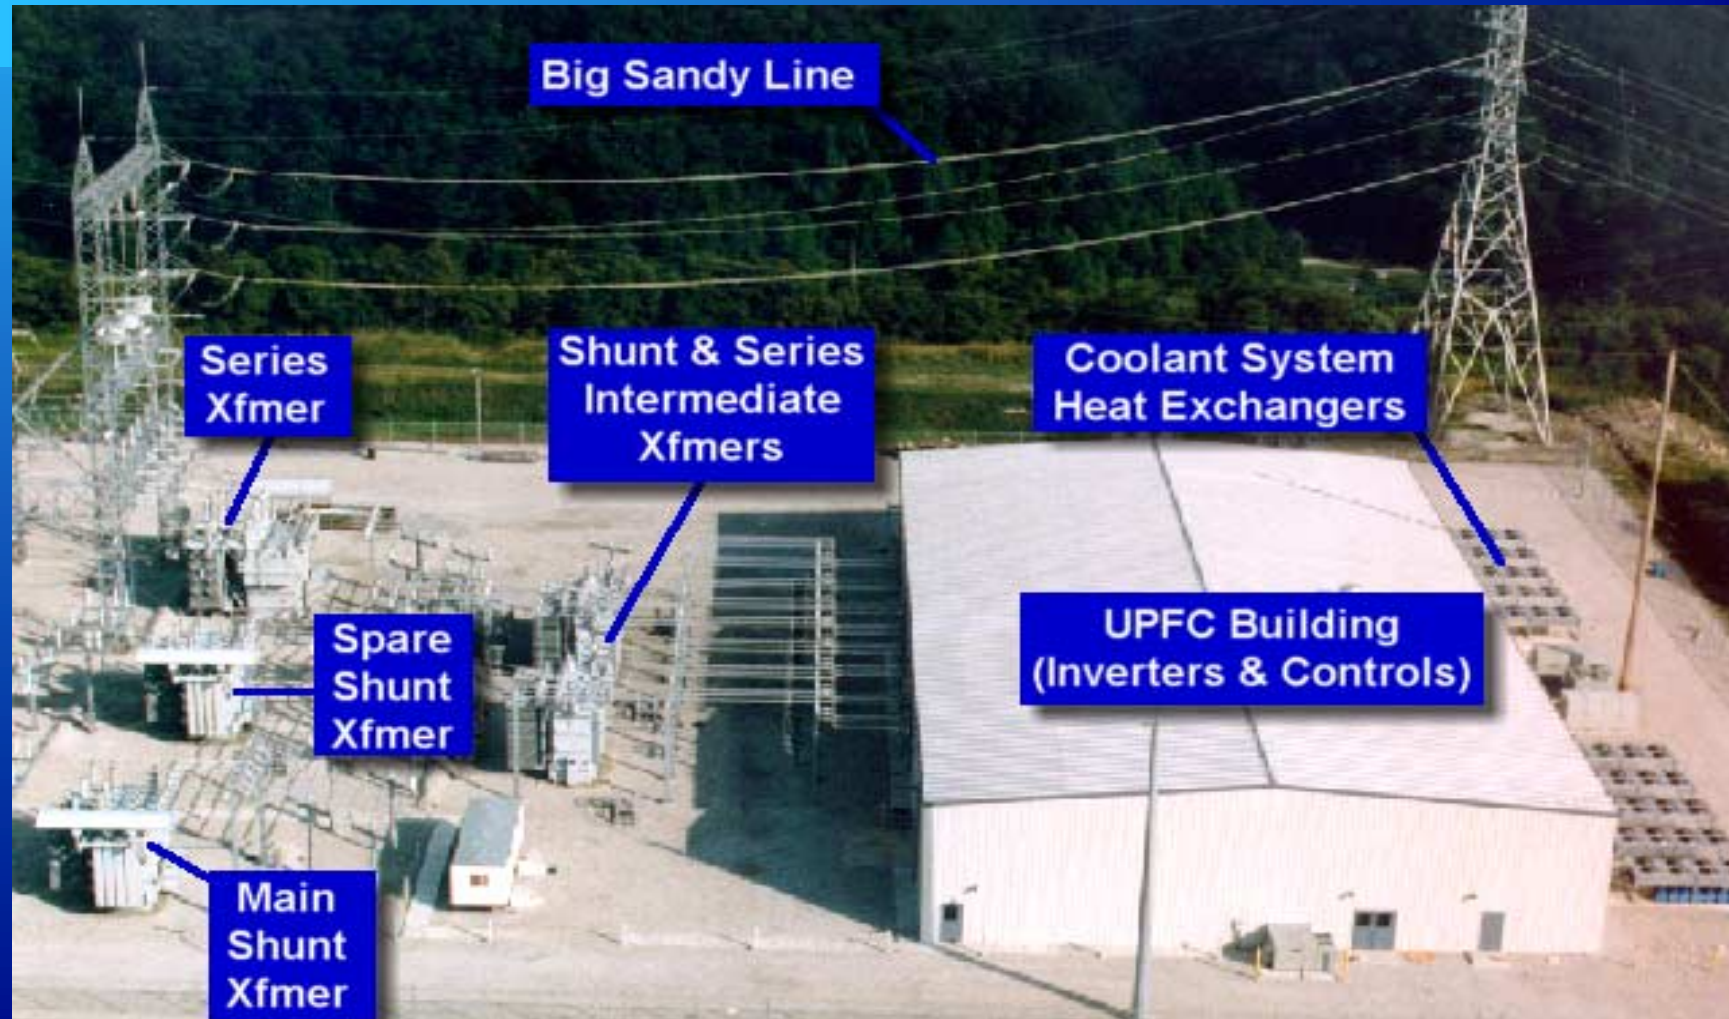 Big Sandy Line
Series
Xfmer
Shunt & Series
Intermediate
Xfmers
Coolant System
Heat Exchangers
Spare
Shunt
Xfmer
UPFC Building
(Inverters & Controls)
Main
Shunt
Xfmer